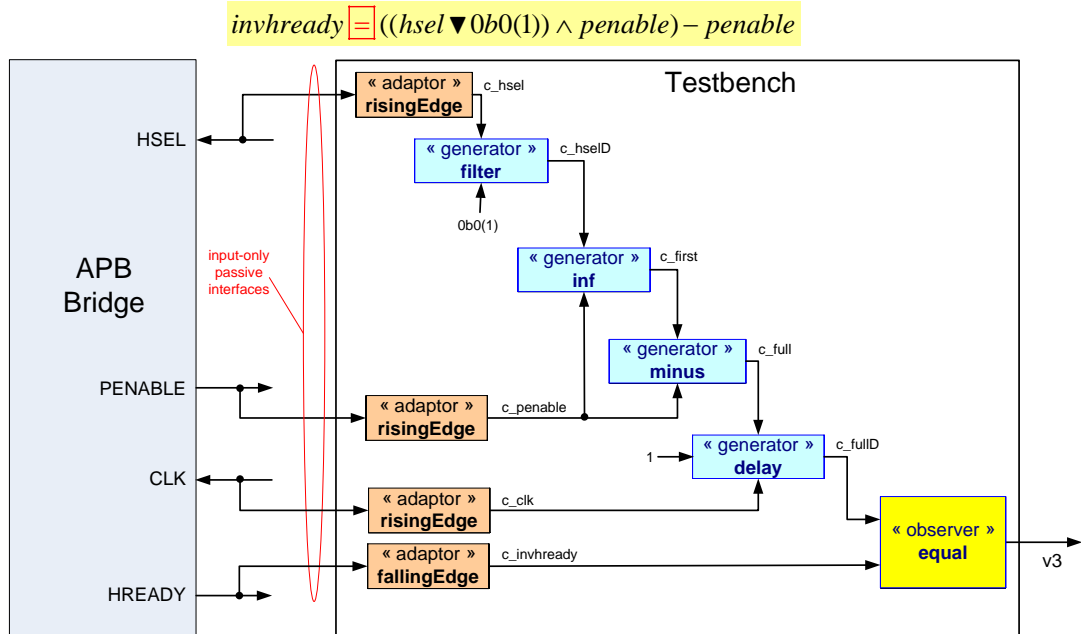 invhready = ((hsel ▼ 0b0(1)) ∧ penable) − penable
Testbench
« adaptor »
risingEdge
c_hsel
HSEL
« generator »
filter
c_hselD
0b0(1)
input-only
passive
interfaces
APB
Bridge
« generator »
inf
c_first
« generator »
minus
c_full
PENABLE
« adaptor »
risingEdge
c_penable
1
« generator »
delay
c_fullD
CLK
« adaptor »
risingEdge
c_clk
« observer »
equal
v3
« adaptor »
fallingEdge
c_invhready
HREADY